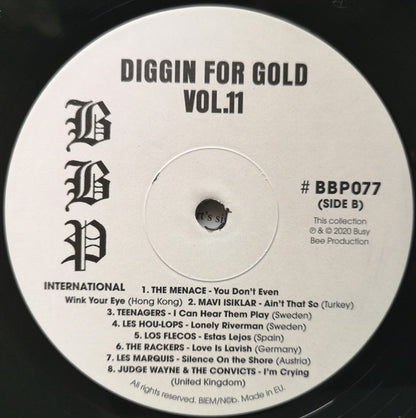 DIGGIN FOR GOLD
VOL.11
B
B
P
# BBP077
(SIDE B)
This collection
℗ & © 2020 Busy
Bee Production
INTERNATIONAL
1. THE MENACE - You Don't Even
Wink Your Eye (Hong Kong) 2. MAVI ISIKLAR - Ain't That So (Turkey)
3. TEENAGERS - I Can Hear Them Play (Sweden)
4. LES HOU-LOPS - Lonely Riverman (Sweden)
5. LOS FLECOS - Estas Lejos (Spain)
6. THE RACKERS - Love Is Lavish (Germany)
7. LES MARQUIS - Silence On the Shore (Austria)
8. JUDGE WAYNE & THE CONVICTS - I'm Crying
(United Kingdom)
All rights reserved. BIEM/N©b. Made in EU.